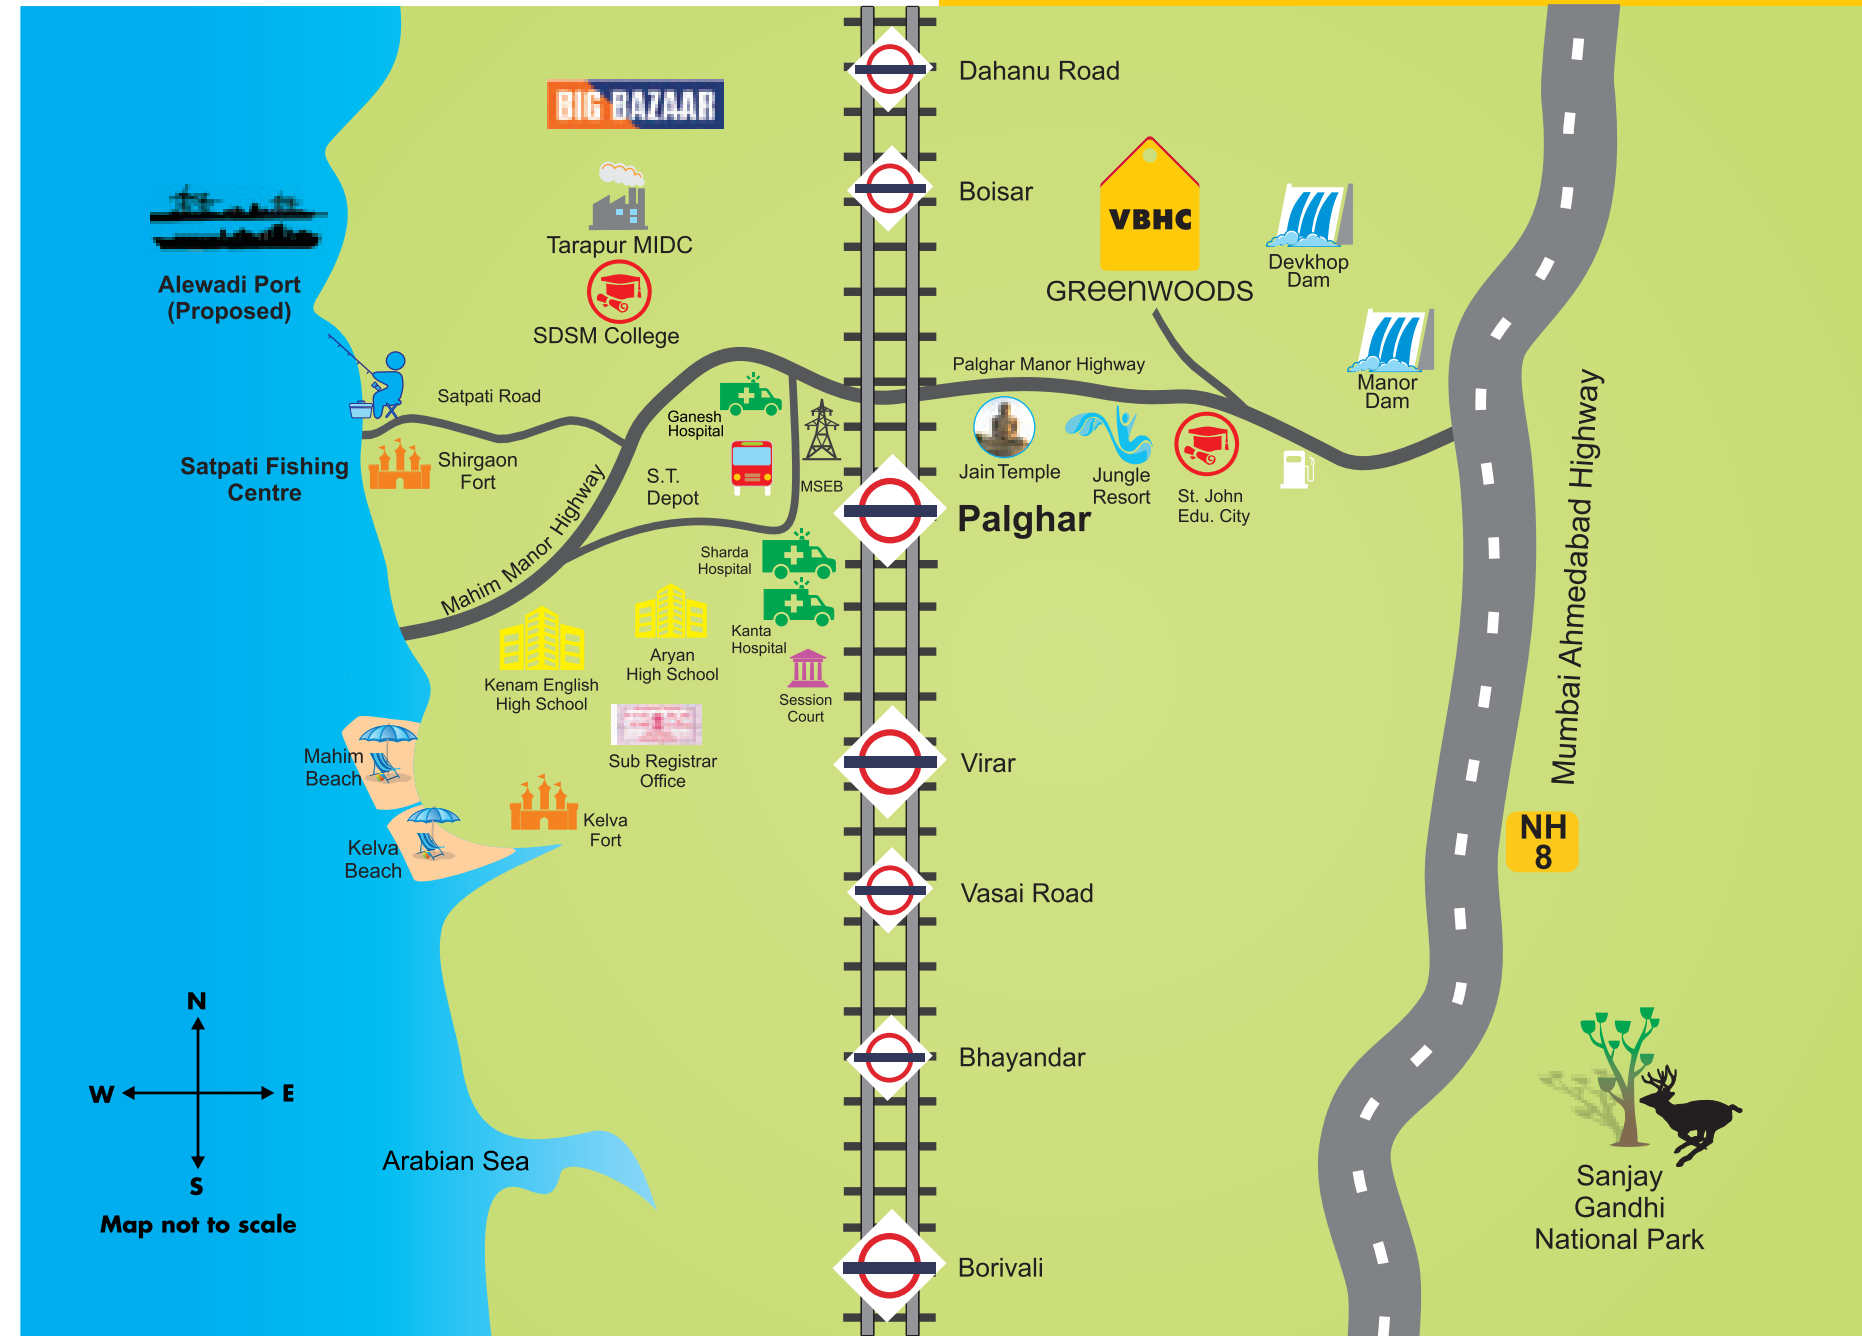 Dahanu Road
BIG BAZAAR
Boisar
VBHC
GReenWOODS
Tarapur MIDC
Devkhop
Dam
Alewadi Port
(Proposed)
SDSM College
Palghar Manor Highway
Manor
Dam
Satpati Road
Ganesh
Hospital
Satpati Fishing
Centre
Shirgaon
Fort
S.T.
Depot
MSEB
Jain Temple
Jungle
Resort
St. John
Edu. City
Palghar
Mahim Manor Highway
Mumbai Ahmedabad Highway
Sharda
Hospital
Kanta
Hospital
Aryan
High School
Kenam English
High School
Session
Court
Sub Registrar
Office
Mahim
Beach
Virar
Kelva
Fort
Kelva
Beach
NH
8
Vasai Road
N
W
E
S
Map not to scale
Bhayandar
Arabian Sea
Sanjay
Gandhi
National Park
Borivali